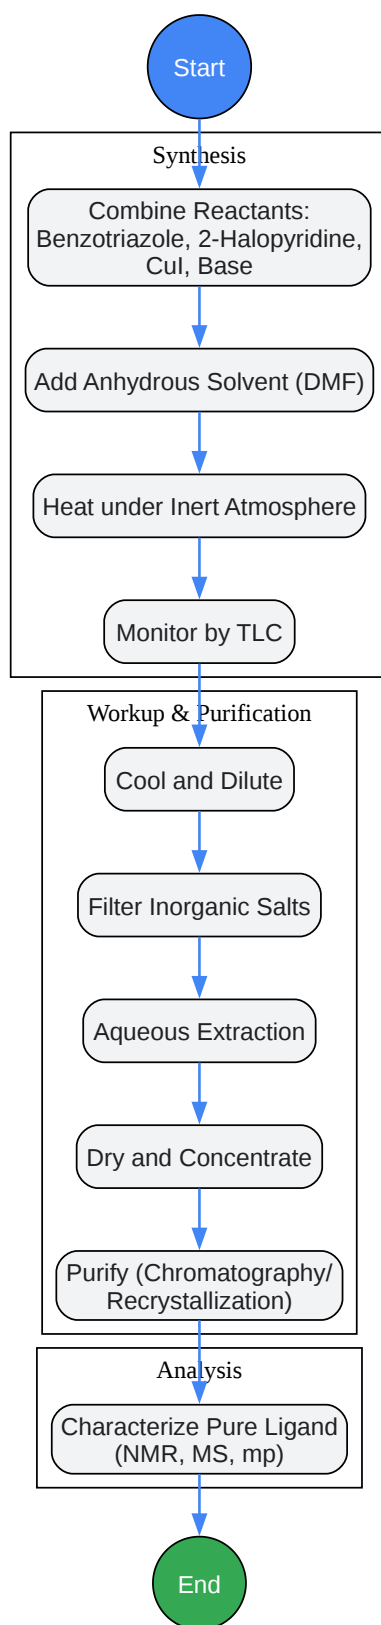 Start
Synthesis
Combine Reactants:
Benzotriazole, 2-Halopyridine,
CuI, Base
Add Anhydrous Solvent (DMF)
Heat under Inert Atmosphere
Monitor by TLC
Workup & Purification
Cool and Dilute
Filter Inorganic Salts
Aqueous Extraction
Dry and Concentrate
Purify (Chromatography/
Recrystallization)
Analysis
Characterize Pure Ligand
(NMR, MS, mp)
End